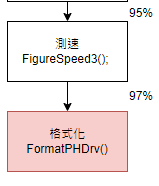 95%
測速
FigureSpeed3();
97%
格式化
FormatPHDrv()